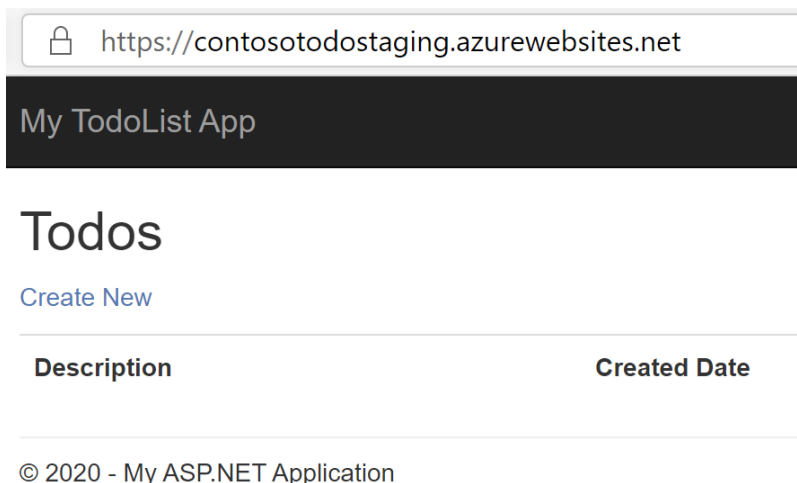 https://contosotodostaging.azurewebsites.net
My TodoList App
Todos
Create New
Description Created Date
© 2020 - My ASP.NET Application